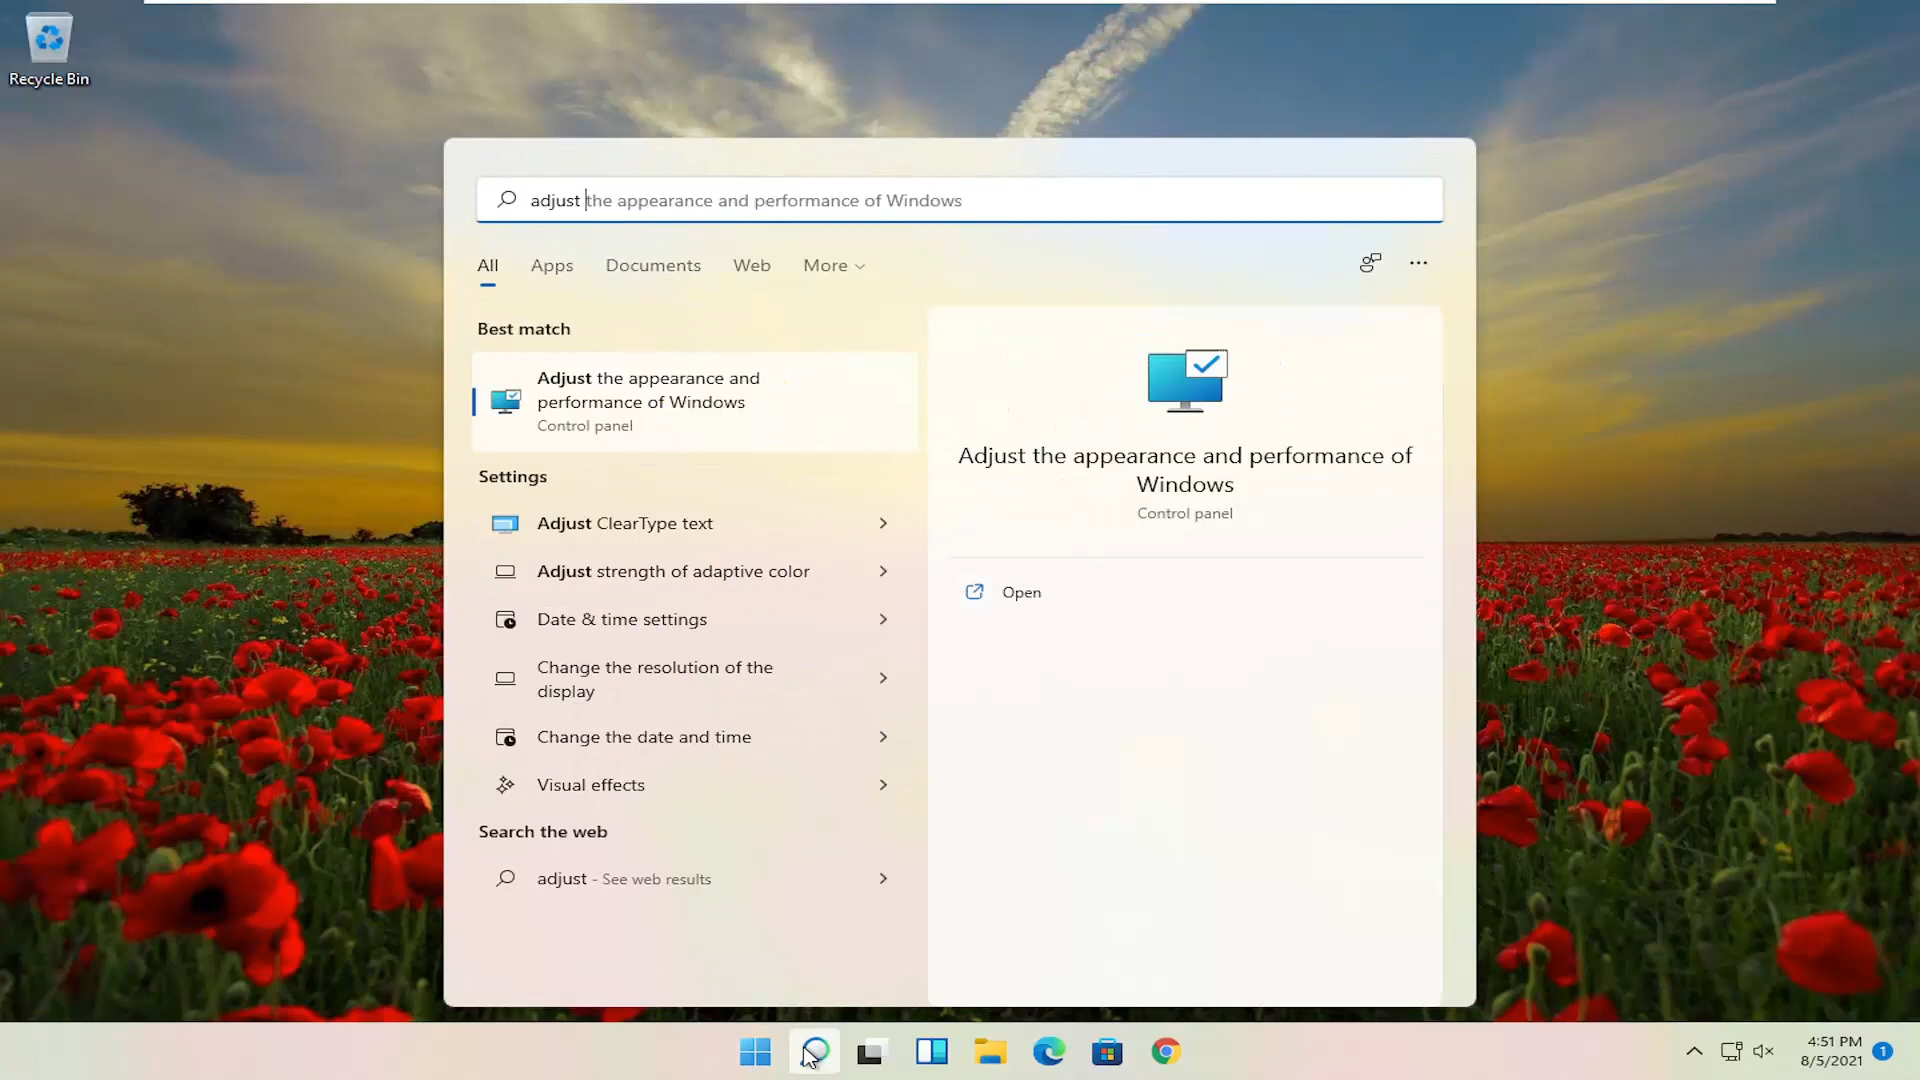 Recycle Bin
adjust the appearance and performance of Windows
All
Apps
Documents
Web
More
Best match
Adjust the appearance and
performance of Windows
Control panel
Settings
Adjust ClearType text
Adjust strength of adaptive color
Date & time settings
Change the resolution of the
display
Change the date and time
Visual effects
Search the web
adjust - See web results
Adjust the appearance and performance of
Windows
Control panel
Open
4:51 PM
8/5/2021
1